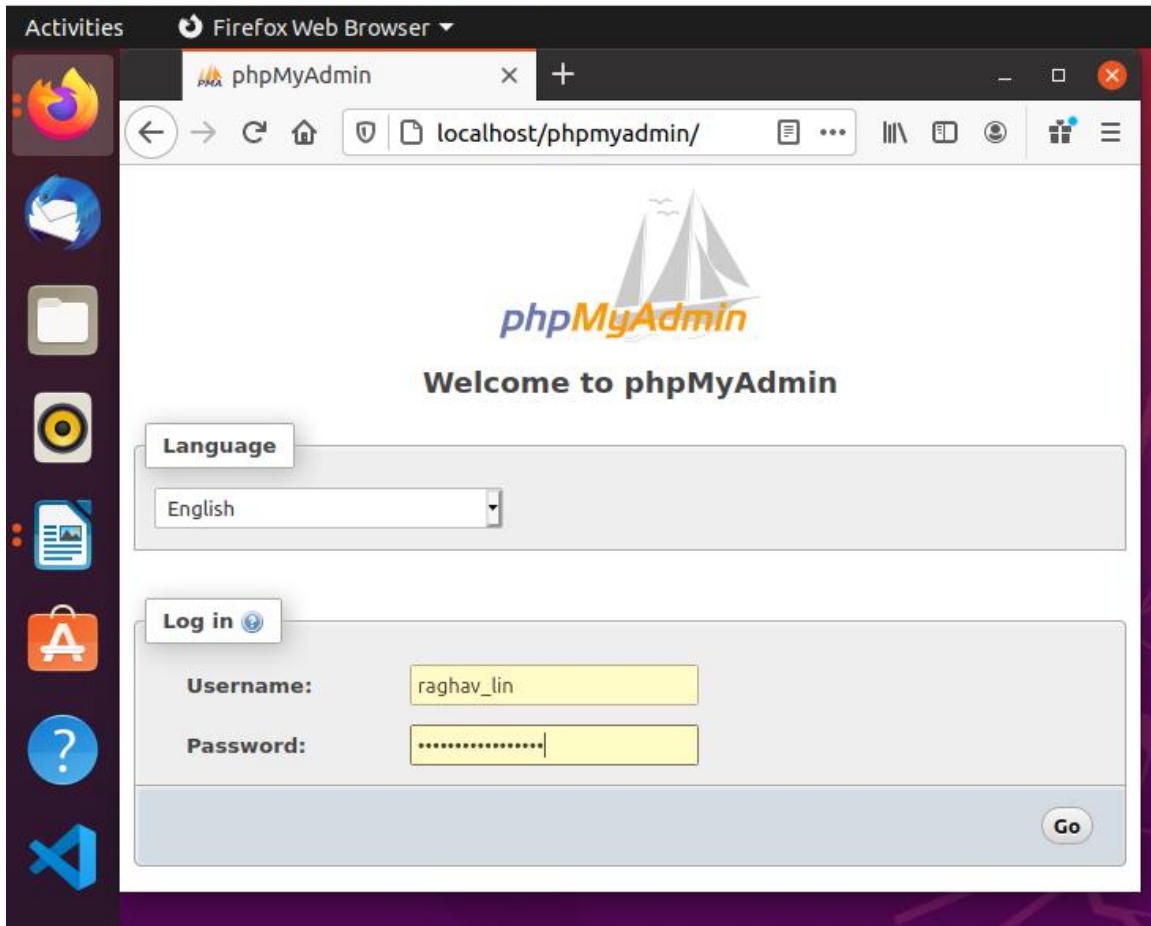 Activities Firefox Web Browser
PMA phpMyAdmin
localhost/phpmyadmin/
phpMyAdmin
Welcome to phpMyAdmin
Language
English
Log in
Username: raghav_lin
Password: •••••••••••••••••
Go